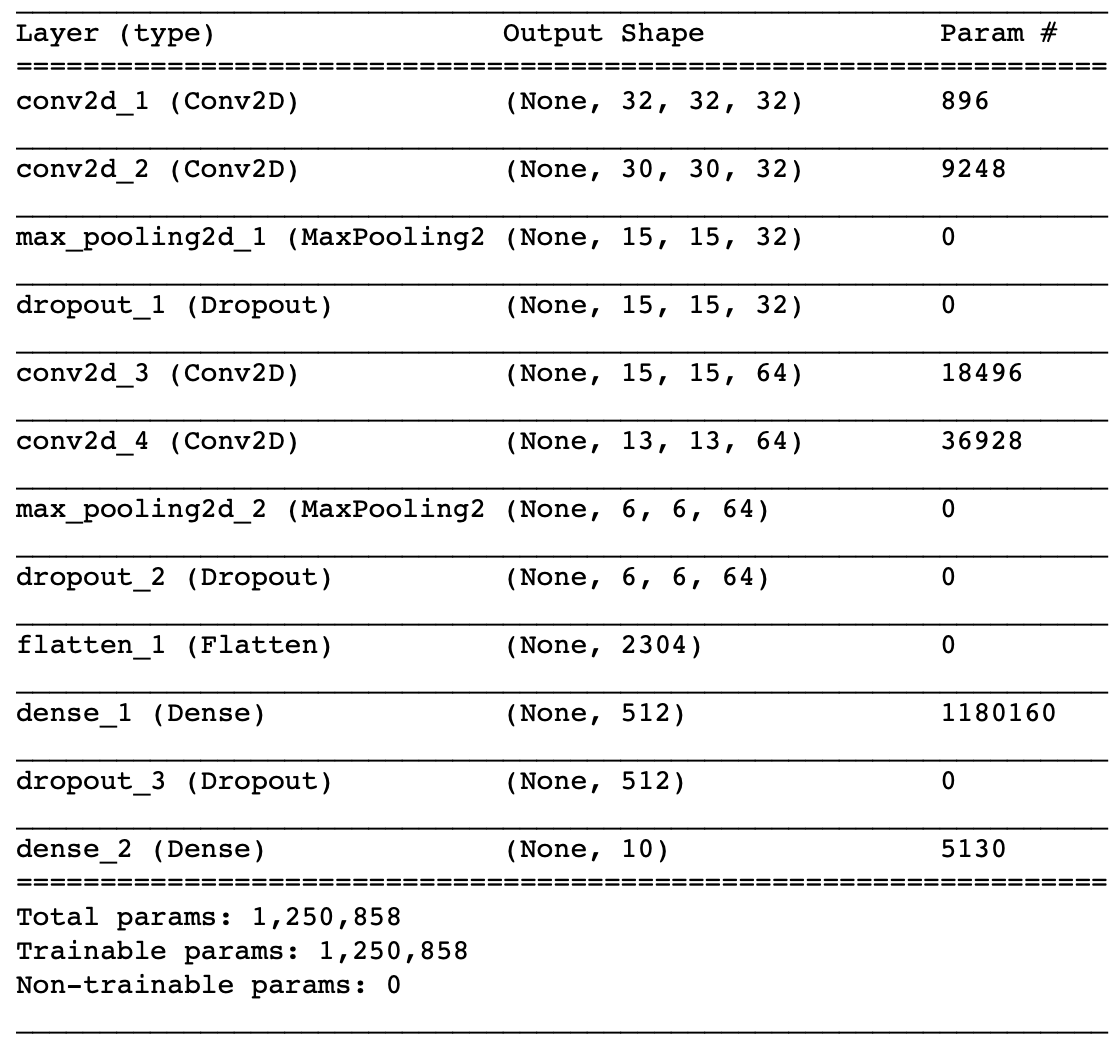 Layer (type) Output Shape Param #
conv2d_1 (Conv2D) (None, 32, 32, 32) 896
conv2d_2 (Conv2D) (None, 30, 30, 32) 9248
max_pooling2d_1 (MaxPooling2 (None, 15, 15, 32) 0
dropout_1 (Dropout) (None, 15, 15, 32) 0
conv2d_3 (Conv2D) (None, 15, 15, 64) 18496
conv2d_4 (Conv2D) (None, 13, 13, 64) 36928
max_pooling2d_2 (MaxPooling2 (None, 6, 6, 64) 0
dropout_2 (Dropout) (None, 6, 6, 64) 0
flatten_1 (Flatten) (None, 2304) 0
dense_1 (Dense) (None, 512) 1180160
dropout_3 (Dropout) (None, 512) 0
dense_2 (Dense) (None, 10) 5130
Total params: 1,250,858
Trainable params: 1,250,858
Non-trainable params: 0